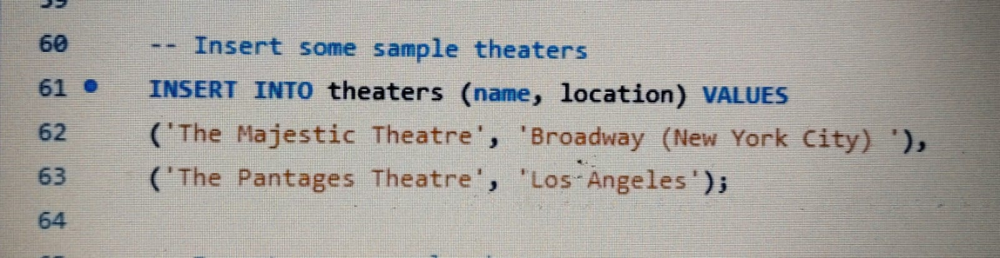 60 -- Insert some sample theaters
61 INSERT INTO theaters (name, location) VALUES
62 ('The Majestic Theatre', 'Broadway (New York City) '),
63 ('The Pantages Theatre', 'Los Angeles');
64